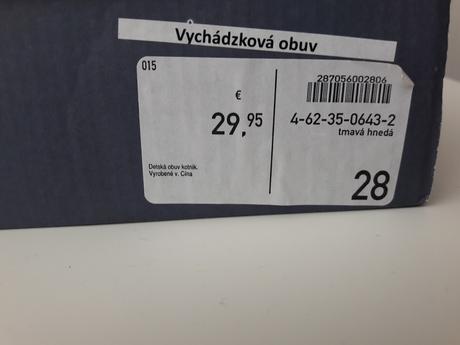 Vychádzková obuv
015
€
29,95
Detská obuv kotník.
Vyrobené v. Čína
287056002806
4-62-35-0643-2
tmavá hnedá
28